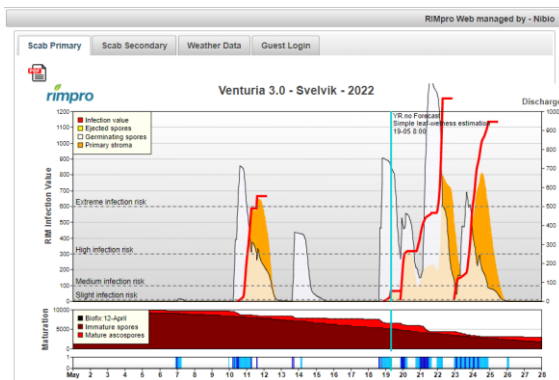 RIMpro Web managed by - Nibio
Scab Primary Scab Secondary Weather Data Guest Login
PDF
rimpro
Venturia 3.0 - Svelvik - 2022
Discharge
YR.no Forecast
Simple leaf-wetness estimation
19-05 8:00
Infection value
Ejected spores
Germinating spores
Primary stroma
RIM Infection Value
1200
1100
1000
900
800
700
600
500
400
300
200
100
0
Extreme infection risk
High infection risk
Medium infection risk
Slight infection risk
1000
900
800
700
600
500
400
300
200
100
0
Maturation
10000
5000
0
Biofix 12-April
Immature spores
Mature ascospores
1
0
1
0
May 2 3 4 5 6 7 8 9 10 11 12 13 14 15 16 17 18 19 20 21 22 23 24 25 26 27 28